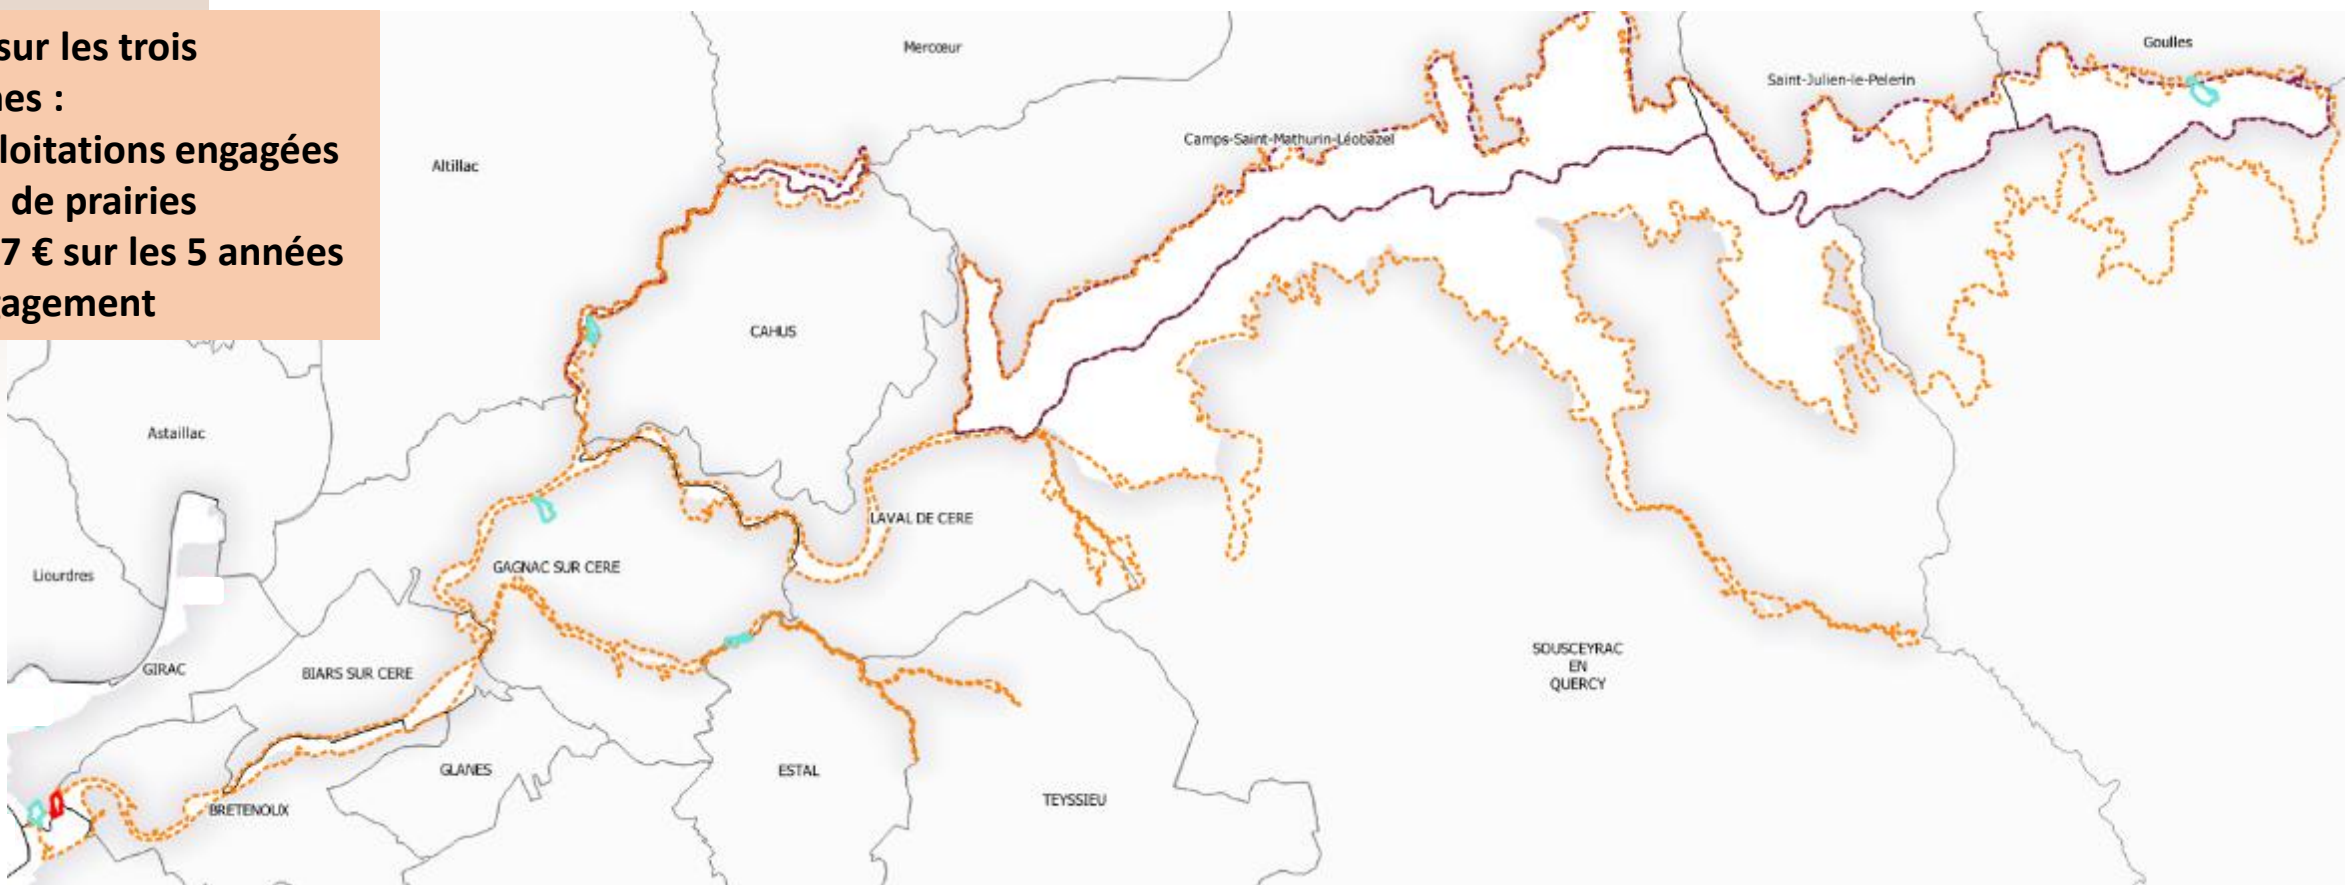 sur les trois
nes :
loitations engagées
de prairies
7 € sur les 5 années
gagement
Mercœur
Goulles
Saint-Julien-le-Pelerin
Camps-Saint-Mathurin-Léobazel
Altillac
CAHUS
Astaillac
LAVAL DE CERE
Liourdres
GAGNAC SUR CERE
GIRAC
BIARS SUR CERE
SOUSCEYRAC
EN
QUERCY
GLANES
ESTAL
TEYSSIEU
BRETENOUX